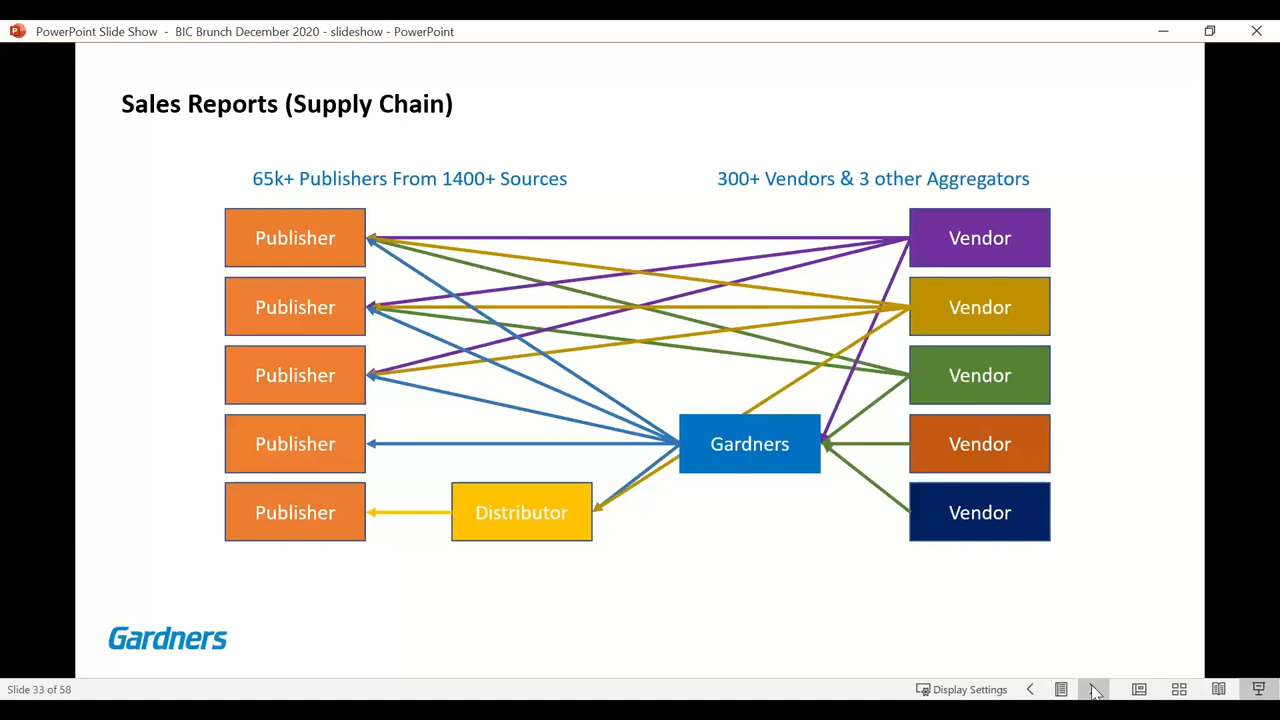 PowerPoint Slide Show - BIC Brunch December 2020 - slideshow - PowerPoint
Sales Reports (Supply Chain)
65k+ Publishers From 1400+ Sources
300+ Vendors & 3 other Aggregators
Publisher
Vendor
Publisher
Vendor
Publisher
Vendor
Publisher
Gardners
Vendor
Publisher
Distributor
Vendor
Gardners
Slide 33 of 58
Display Settings